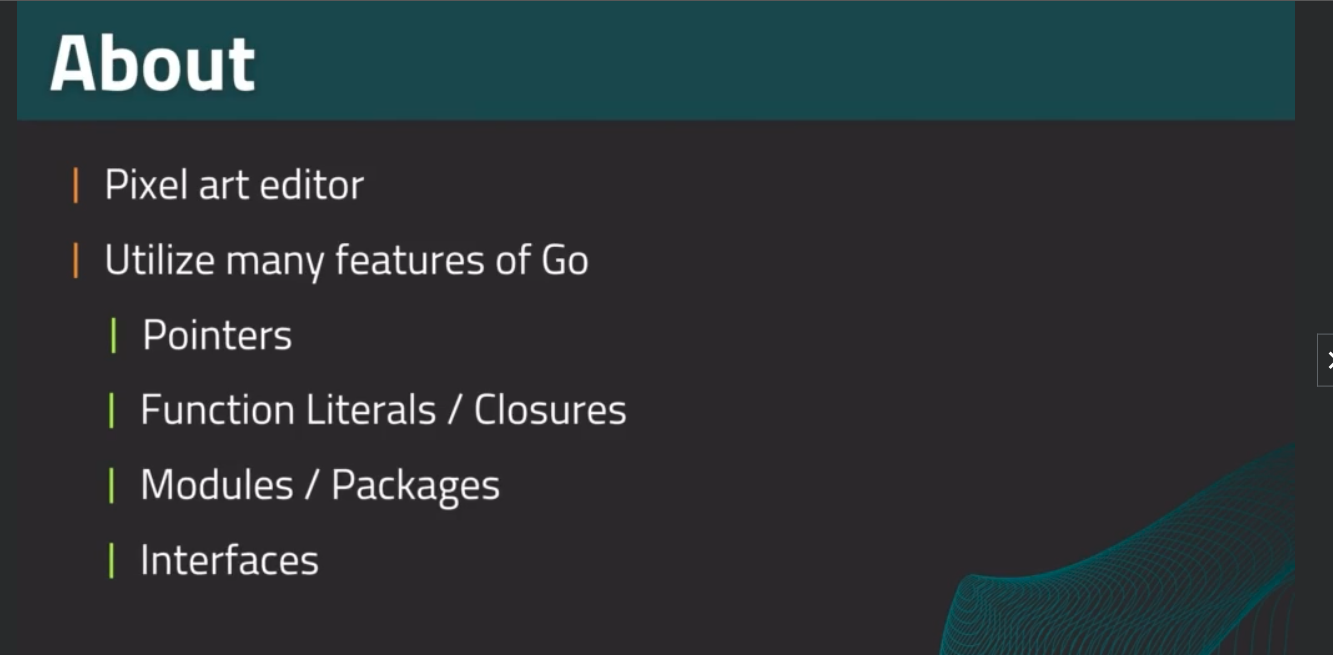 About
Pixel art editor
Utilize many features of Go
Pointers
Function Literals / Closures
Modules / Packages
Interfaces